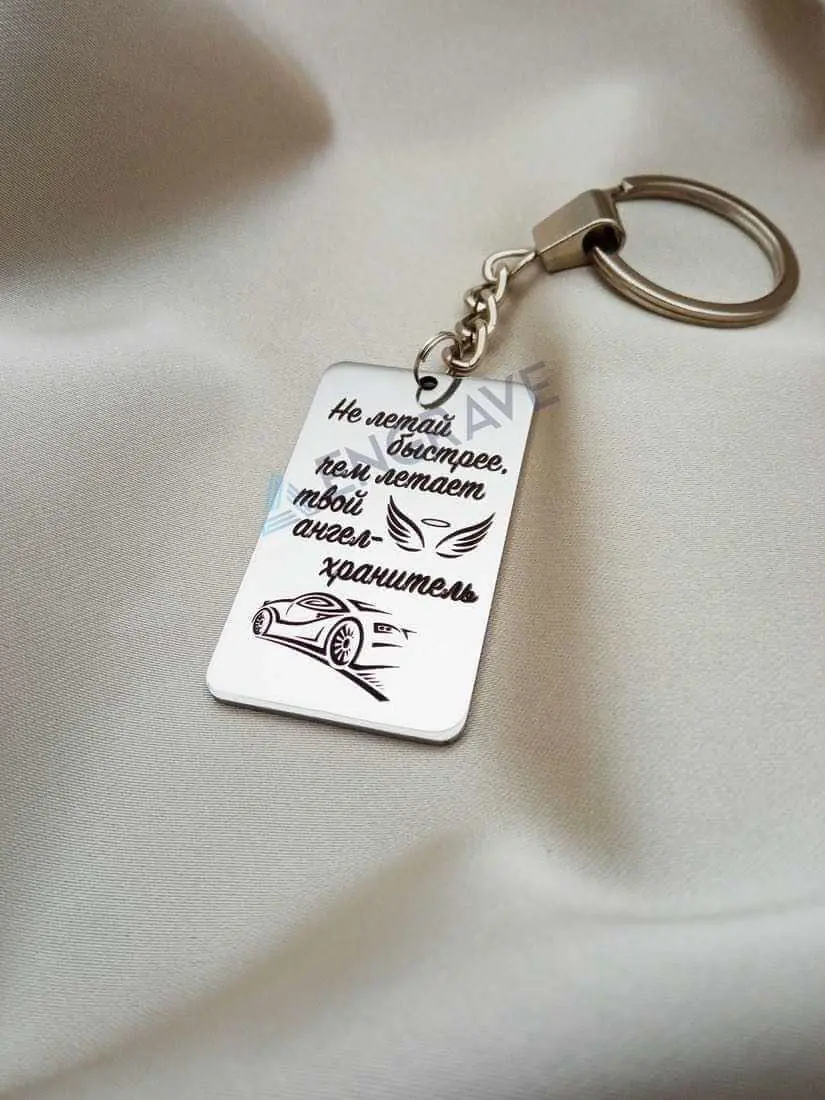 Не летай
быстрее,
чем летает
твой
ангел-
хранитель
ENGRAVE